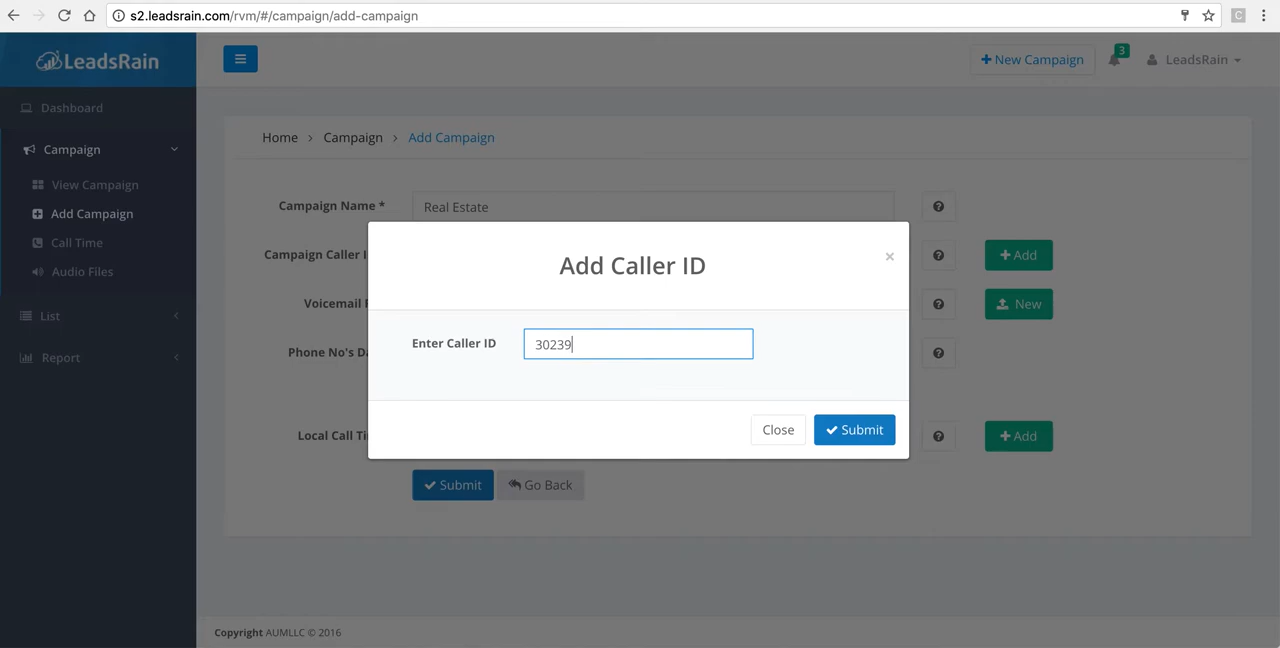 s2.leadsrain.com/rvm/#/campaign/add-campaign
LeadsRain
New Campaign
3
LeadsRain
Dashboard
Campaign
View Campaign
Add Campaign
Call Time
Audio Files
List
Report
Home > Campaign > Add Campaign
Campaign Name * Real Estate
Campaign Caller I
Add
Voicemail
New
Phone No's Da
Local Call Ti
Add
Submit
Go Back
Add Caller ID
×
Enter Caller ID 30239
Close
Submit
Copyright AUMLLC © 2016